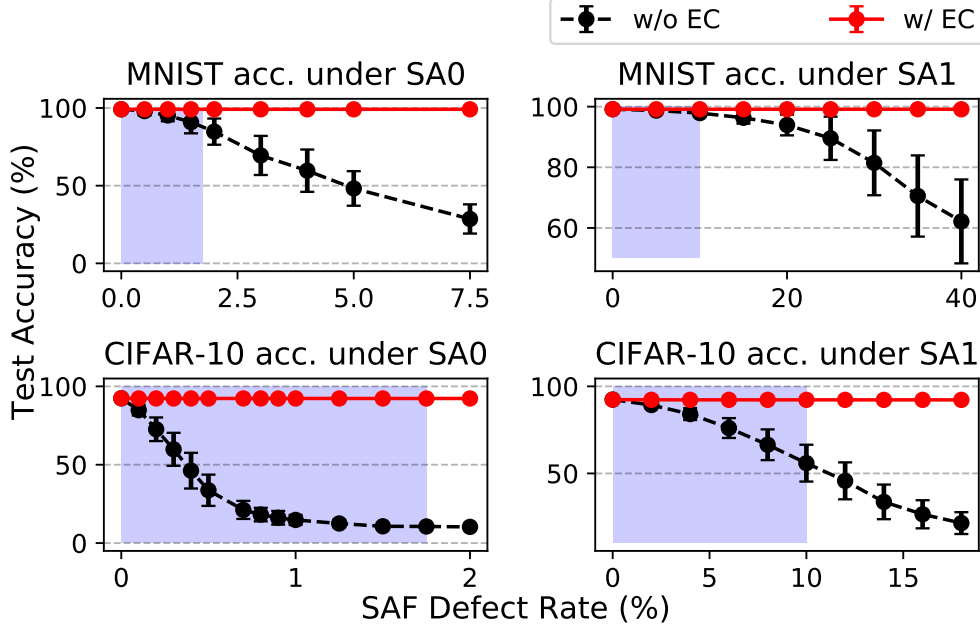 w/o EC w/ EC
MNIST acc. under SA0
MNIST acc. under SA1
Test Accuracy (%)
100
50
0
0.0 2.5 5.0 7.5
100
80
60
0 20 40
CIFAR-10 acc. under SA0
CIFAR-10 acc. under SA1
100
50
0
0 1 2
100
50
0 5 10 15
SAF Defect Rate (%)